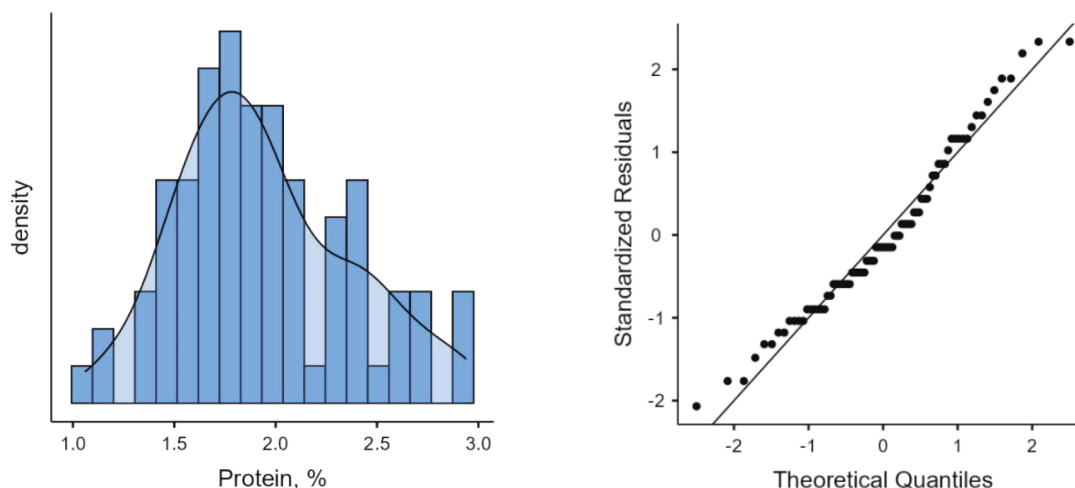 density
1.0 1.5 2.0 2.5 3.0
Protein, %
Standardized Residuals
2
1
0
-1
-2
-2 -1 0 1 2
Theoretical Quantiles